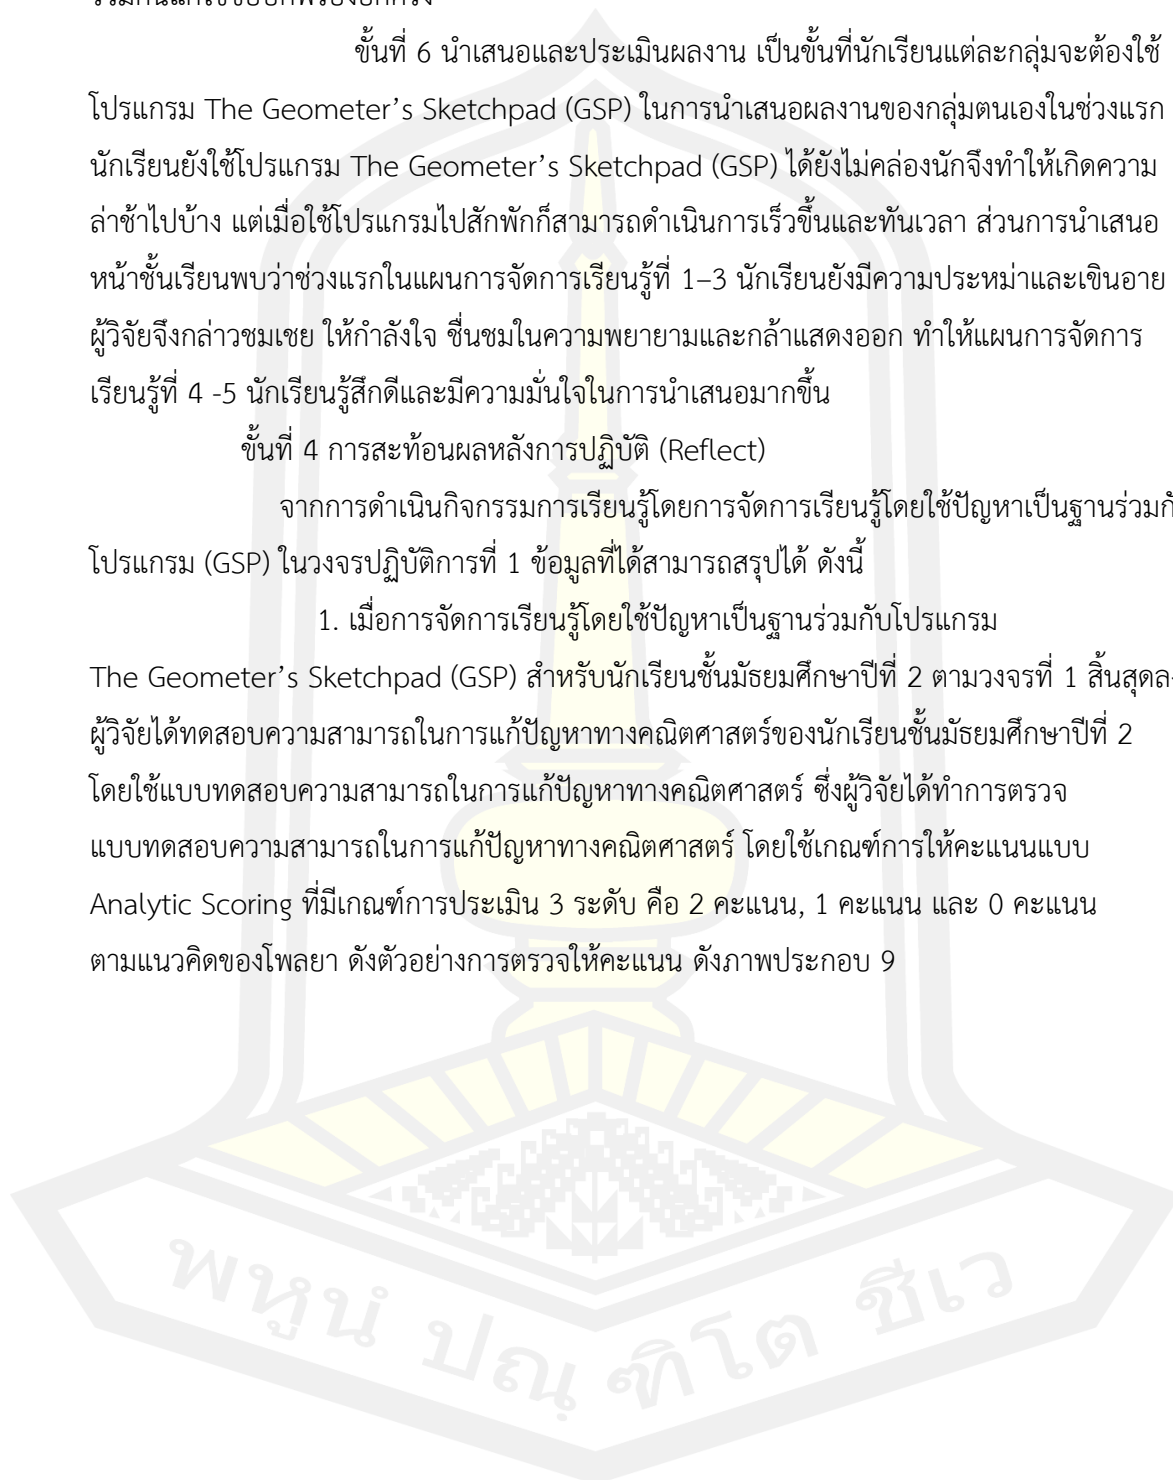 ขั้นที่ 6 นำเสนอและประเมินผลงาน เป็นขั้นที่นักเรียนแต่ละกลุ่มจะต้องใช้
โปรแกรม The Geometer’s Sketchpad (GSP) ในการนำเสนอผลงานของกลุ่มตนเองในช่วงแรก
นักเรียนยังใช้โปรแกรม The Geometer’s Sketchpad (GSP) ได้ยังไม่คล่องนักจึงทำให้เกิดความ
ล่าช้าไปบ้าง แต่เมื่อใช้โปรแกรมไปสักพักก็สามารถดำเนินการเร็วขึ้นและทันเวลา ส่วนการนำเสนอ
หน้าชั้นเรียนพบว่าช่วงแรกในแผนการจัดการเรียนรู้ที่ 1–3 นักเรียนยังมีความประหม่าและเขินอาย
ผู้วิจัยจึงกล่าวชมเชย ให้กำลังใจ ชื่นชมในความพยายามและกล้าแสดงออก ทำให้แผนการจัดการ
เรียนรู้ที่ 4 -5 นักเรียนรู้สึกดีและมีความมั่นใจในการนำเสนอมากขึ้น
ขั้นที่ 4 การสะท้อนผลหลังการปฏิบัติ (Reflect)
จากการดำเนินกิจกรรมการเรียนรู้โดยการจัดการเรียนรู้โดยใช้ปัญหาเป็นฐานร่วมกั
โปรแกรม (GSP) ในวงจรปฏิบัติการที่ 1 ข้อมูลที่ได้สามารถสรุปได้ ดังนี้
1. เมื่อการจัดการเรียนรู้โดยใช้ปัญหาเป็นฐานร่วมกับโปรแกรม
The Geometer’s Sketchpad (GSP) สำหรับนักเรียนชั้นมัธยมศึกษาปีที่ 2 ตามวงจรที่ 1 สิ้นสุดล
ผู้วิจัยได้ทดสอบความสามารถในการแก้ปัญหาทางคณิตศาสตร์ของนักเรียนชั้นมัธยมศึกษาปีที่ 2
โดยใช้แบบทดสอบความสามารถในการแก้ปัญหาทางคณิตศาสตร์ ซึ่งผู้วิจัยได้ทำการตรวจ
แบบทดสอบความสามารถในการแก้ปัญหาทางคณิตศาสตร์ โดยใช้เกณฑ์การให้คะแนนแบบ
Analytic Scoring ที่มีเกณฑ์การประเมิน 3 ระดับ คือ 2 คะแนน, 1 คะแนน และ 0 คะแนน
ตามแนวคิดของโพลยา ดังตัวอย่างการตรวจให้คะแนน ดังภาพประกอบ 9
พหูนํ ปณฺฑิโต ชีเว